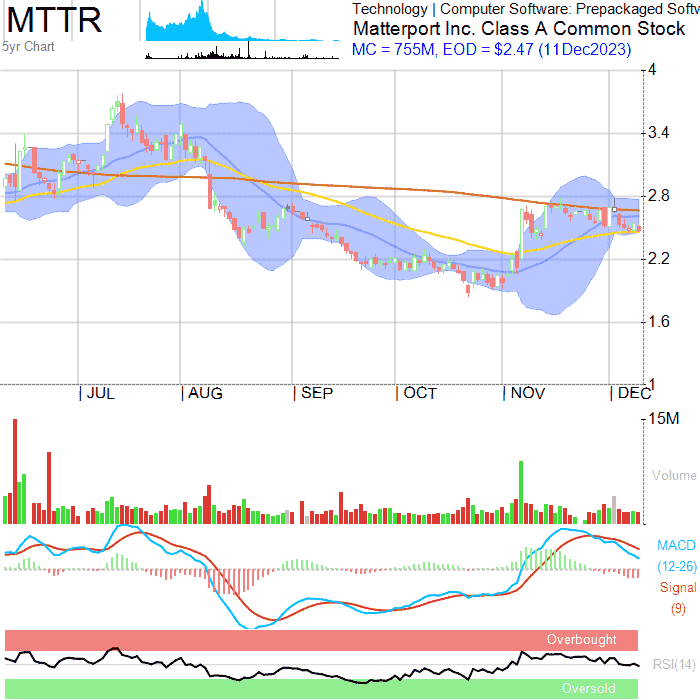 MTTR
5yr Chart
Technology | Computer Software: Prepackaged Softw
Matterport Inc. Class A Common Stock
MC = 755M, EOD = $2.47 (11Dec2023)
4
3.4
2.8
2.2
1.6
1
JUL
AUG
SEP
OCT
NOV
DEC
15M
Volume
MACD
(12-26)
Signal
(9)
Overbought
RSI(14)
Oversold